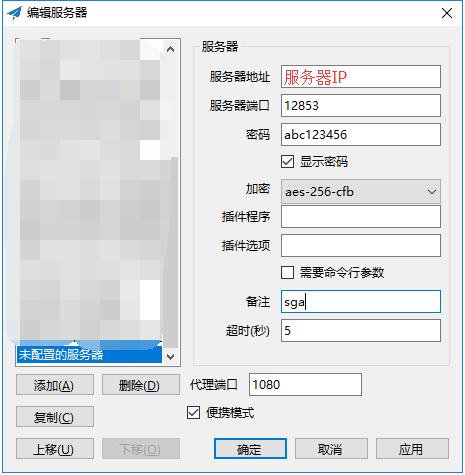 编辑服务器
服务器
服务器地址 服务器IP
服务器端口 12853
密码 abc123456
显示密码
加密 aes-256-cfb
插件程序
插件选项
需要命令行参数
备注 sga
超时(秒) 5
未配置的服务器
添加(A) 删除(D) 代理端口 1080
复制(C) 便携模式
上移(U) 下移(O) 确定 取消 应用